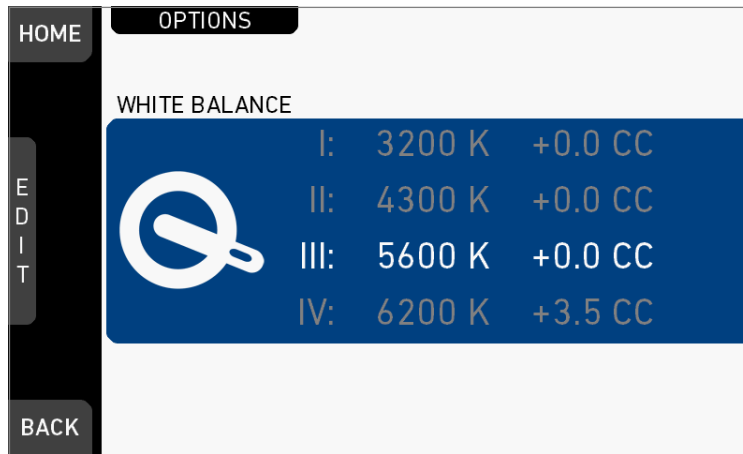 HOME
OPTIONS
WHITE BALANCE
I: 3200 K +0.0 CC
II: 4300 K +0.0 CC
III: 5600 K +0.0 CC
IV: 6200 K +3.5 CC
EDIT
BACK